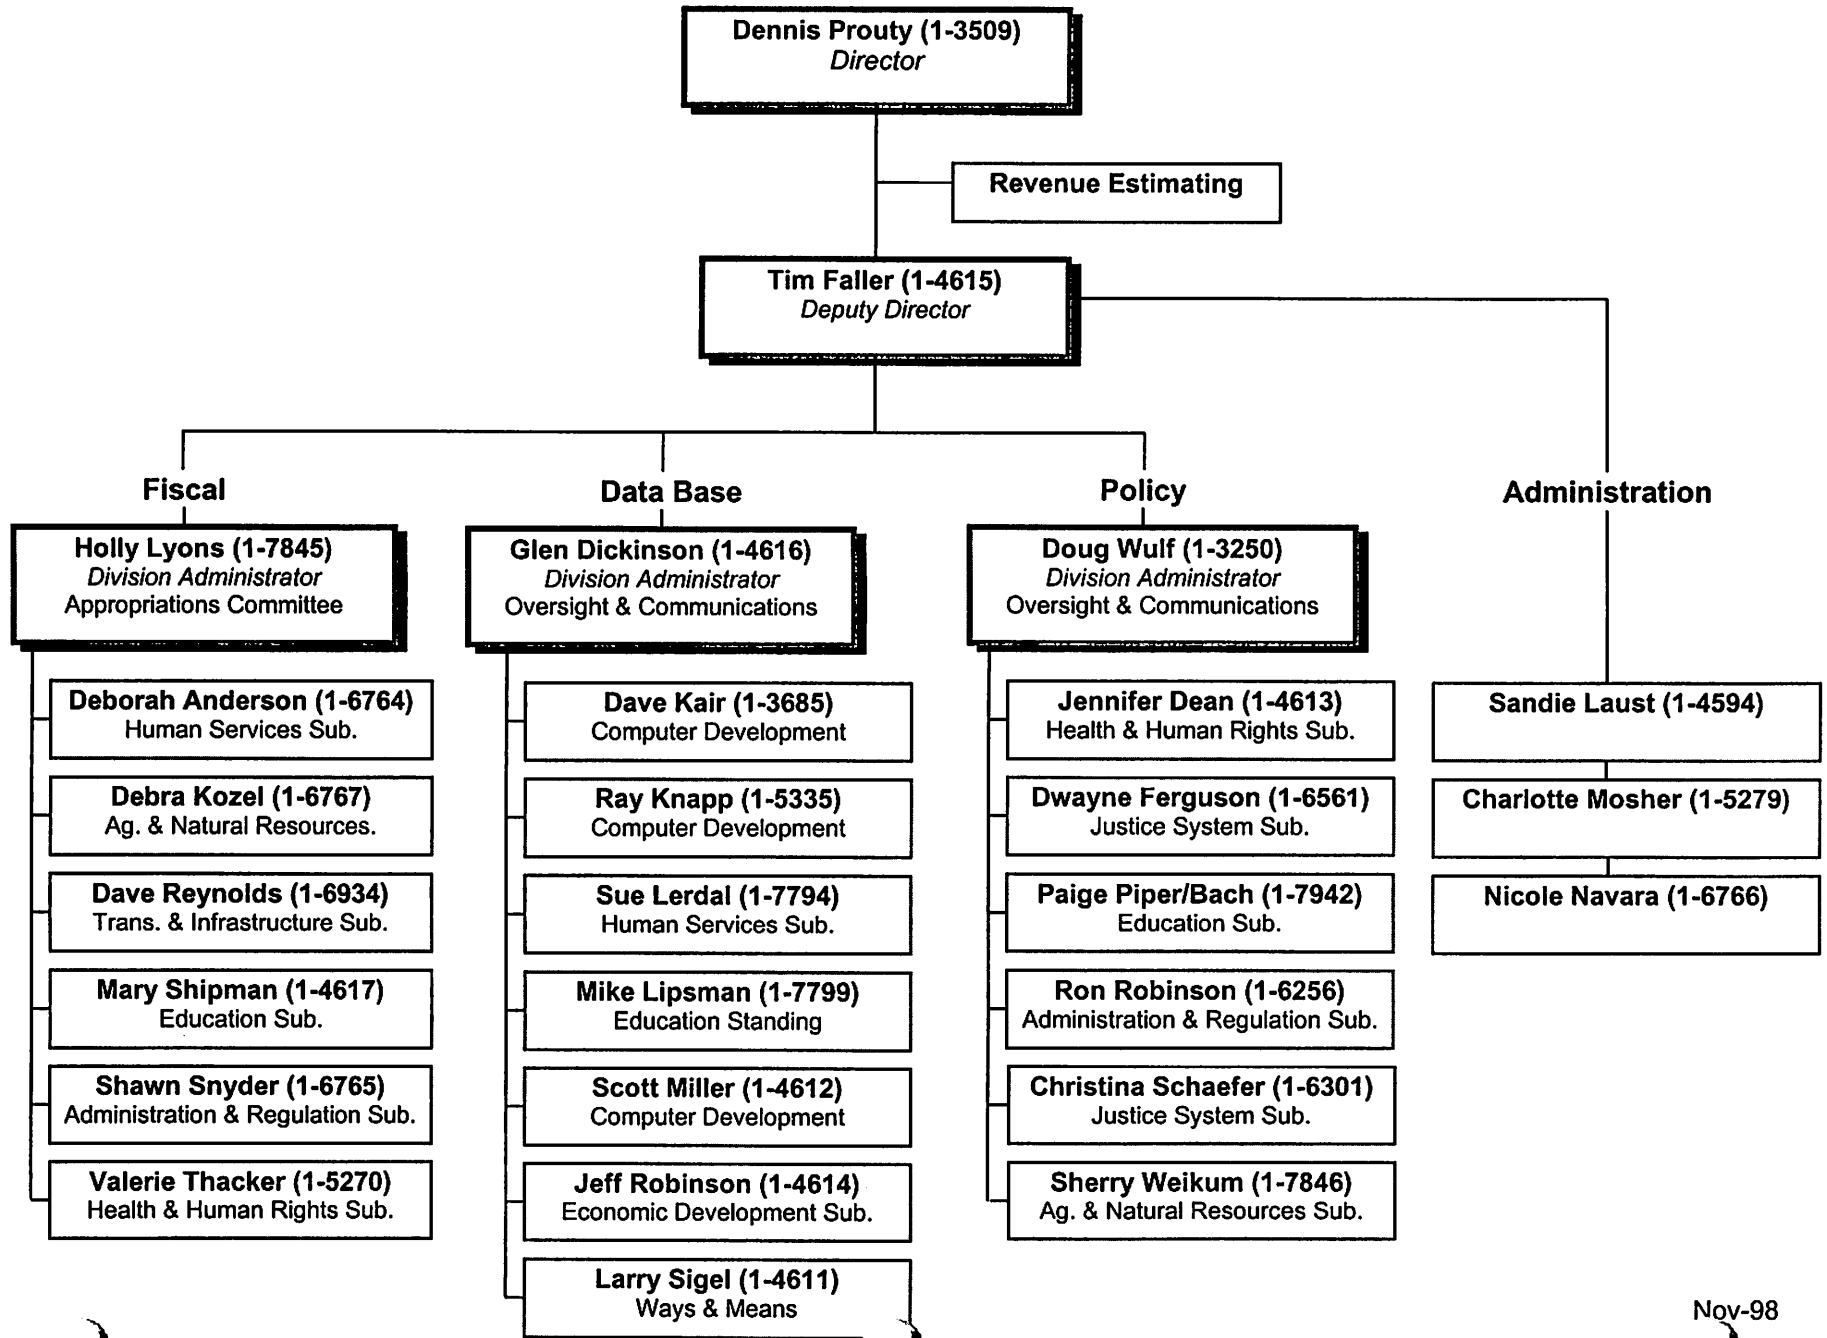 Dennis Prouty (1-3509)
Director
Revenue Estimating
Tim Faller (1-4615)
Deputy Director
Fiscal
Holly Lyons (1-7845)
Division Administrator
Appropriations Committee
Deborah Anderson (1-6764)
Human Services Sub.
Debra Kozel (1-6767)
Ag. & Natural Resources.
Dave Reynolds (1-6934)
Trans. & Infrastructure Sub.
Mary Shipman (1-4617)
Education Sub.
Shawn Snyder (1-6765)
Administration & Regulation Sub.
Valerie Thacker (1-5270)
Health & Human Rights Sub.
Data Base
Glen Dickinson (1-4616)
Division Administrator
Oversight & Communications
Dave Kair (1-3685)
Computer Development
Ray Knapp (1-5335)
Computer Development
Sue Lerdal (1-7794)
Human Services Sub.
Mike Lipsman (1-7799)
Education Standing
Scott Miller (1-4612)
Computer Development
Jeff Robinson (1-4614)
Economic Development Sub.
Larry Sigel (1-4611)
Ways & Means
Policy
Doug Wulf (1-3250)
Division Administrator
Oversight & Communications
Jennifer Dean (1-4613)
Health & Human Rights Sub.
Dwayne Ferguson (1-6561)
Justice System Sub.
Paige Piper/Bach (1-7942)
Education Sub.
Ron Robinson (1-6256)
Administration & Regulation Sub.
Christina Schaefer (1-6301)
Justice System Sub.
Sherry Weikum (1-7846)
Ag. & Natural Resources Sub.
Administration
Sandie Laust (1-4594)
Charlotte Mosher (1-5279)
Nicole Navara (1-6766)
Nov-98